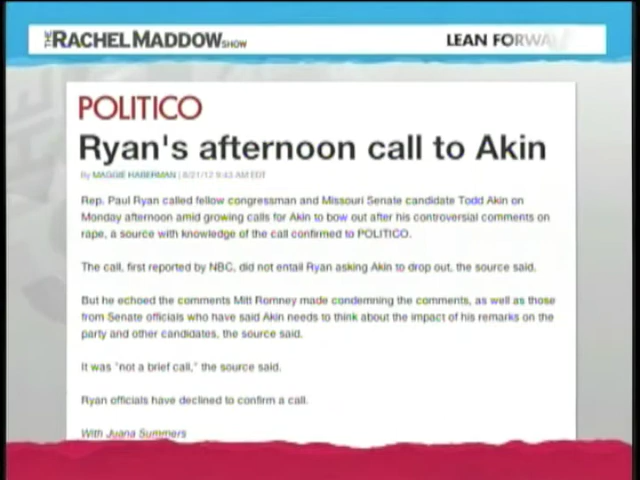 THE RACHEL MADDOW SHOW
LEAN FORWA
POLITICO
Ryan's afternoon call to Akin
By MAGGIE HABERMAN | 8/21/12 9:43 AM EDT
Rep. Paul Ryan called fellow congressman and Missouri Senate candidate Todd Akin on
Monday afternoon amid growing calls for Akin to bow out after his controversial comments on
rape, a source with knowledge of the call confirmed to POLITICO.
The call, first reported by NBC, did not entail Ryan asking Akin to drop out, the source said.
But he echoed the comments Mitt Romney made condemning the comments, as well as those
from Senate officials who have said Akin needs to think about the impact of his remarks on the
party and other candidates, the source said.
It was "not a brief call," the source said.
Ryan officials have declined to confirm a call.
With Juana Summers